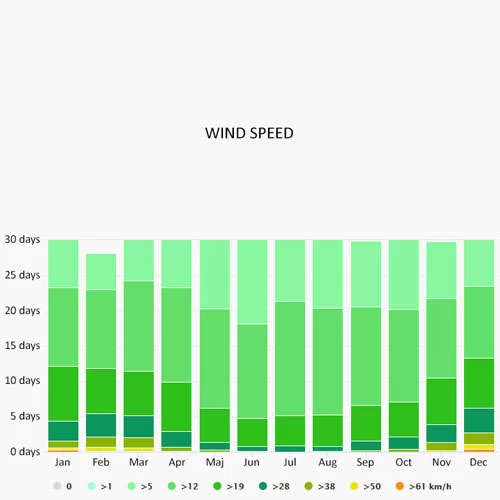 WIND SPEED
30 days
25 days
20 days
15 days
10 days
5 days
0 days
Jan Feb Mar Apr Maj Jun Jul Aug Sep Oct Nov Dec
0 >1 >5 >12 >19 >28 >38 >50 >61 km/h